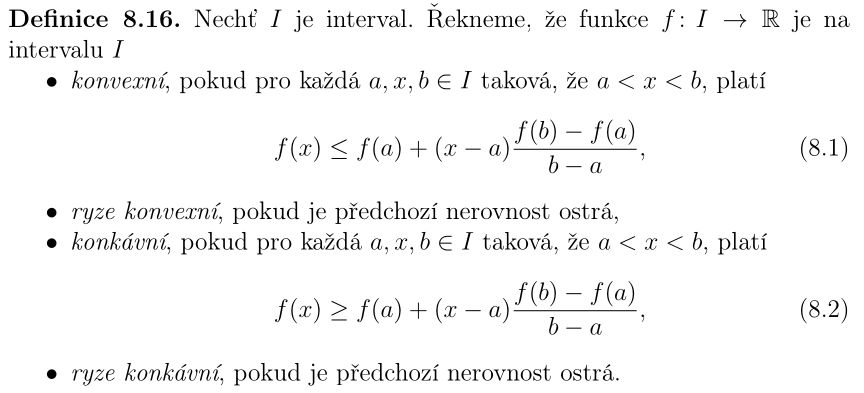 Definice 8.16. Nechť I je interval. Řekneme, že funkce f : I → ℝ je na
intervalu I
• konvexní, pokud pro každá a, x, b ∈ I taková, že a < x < b, platí
f(x) ≤ f(a) + (x − a) \frac{f(b) − f(a)}{b − a}, (8.1)
• ryze konvexní, pokud je předchozí nerovnost ostrá,
• konkávní, pokud pro každá a, x, b ∈ I taková, že a < x < b, platí
f(x) ≥ f(a) + (x − a) \frac{f(b) − f(a)}{b − a}, (8.2)
• ryze konkávní, pokud je předchozí nerovnost ostrá.